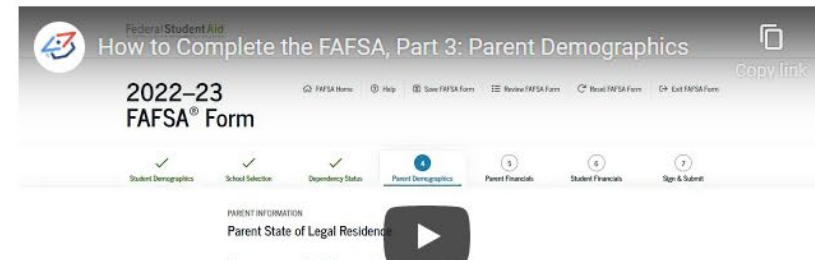 Federal Student Aid
How to Complete the FAFSA, Part 3: Parent Demographics
Copy link
2022–23
FAFSA® Form
FAFSA Home
Help
Save FAFSA Form
Review FAFSA Form
Reset FAFSA Form
Exit FAFSA Form
Student Demographics
School Selection
Dependency Status
4
Parent Demographics
5
Parent Financials
6
Student Financials
7
Sign & Submit
PARENT INFORMATION
Parent State of Legal Residence